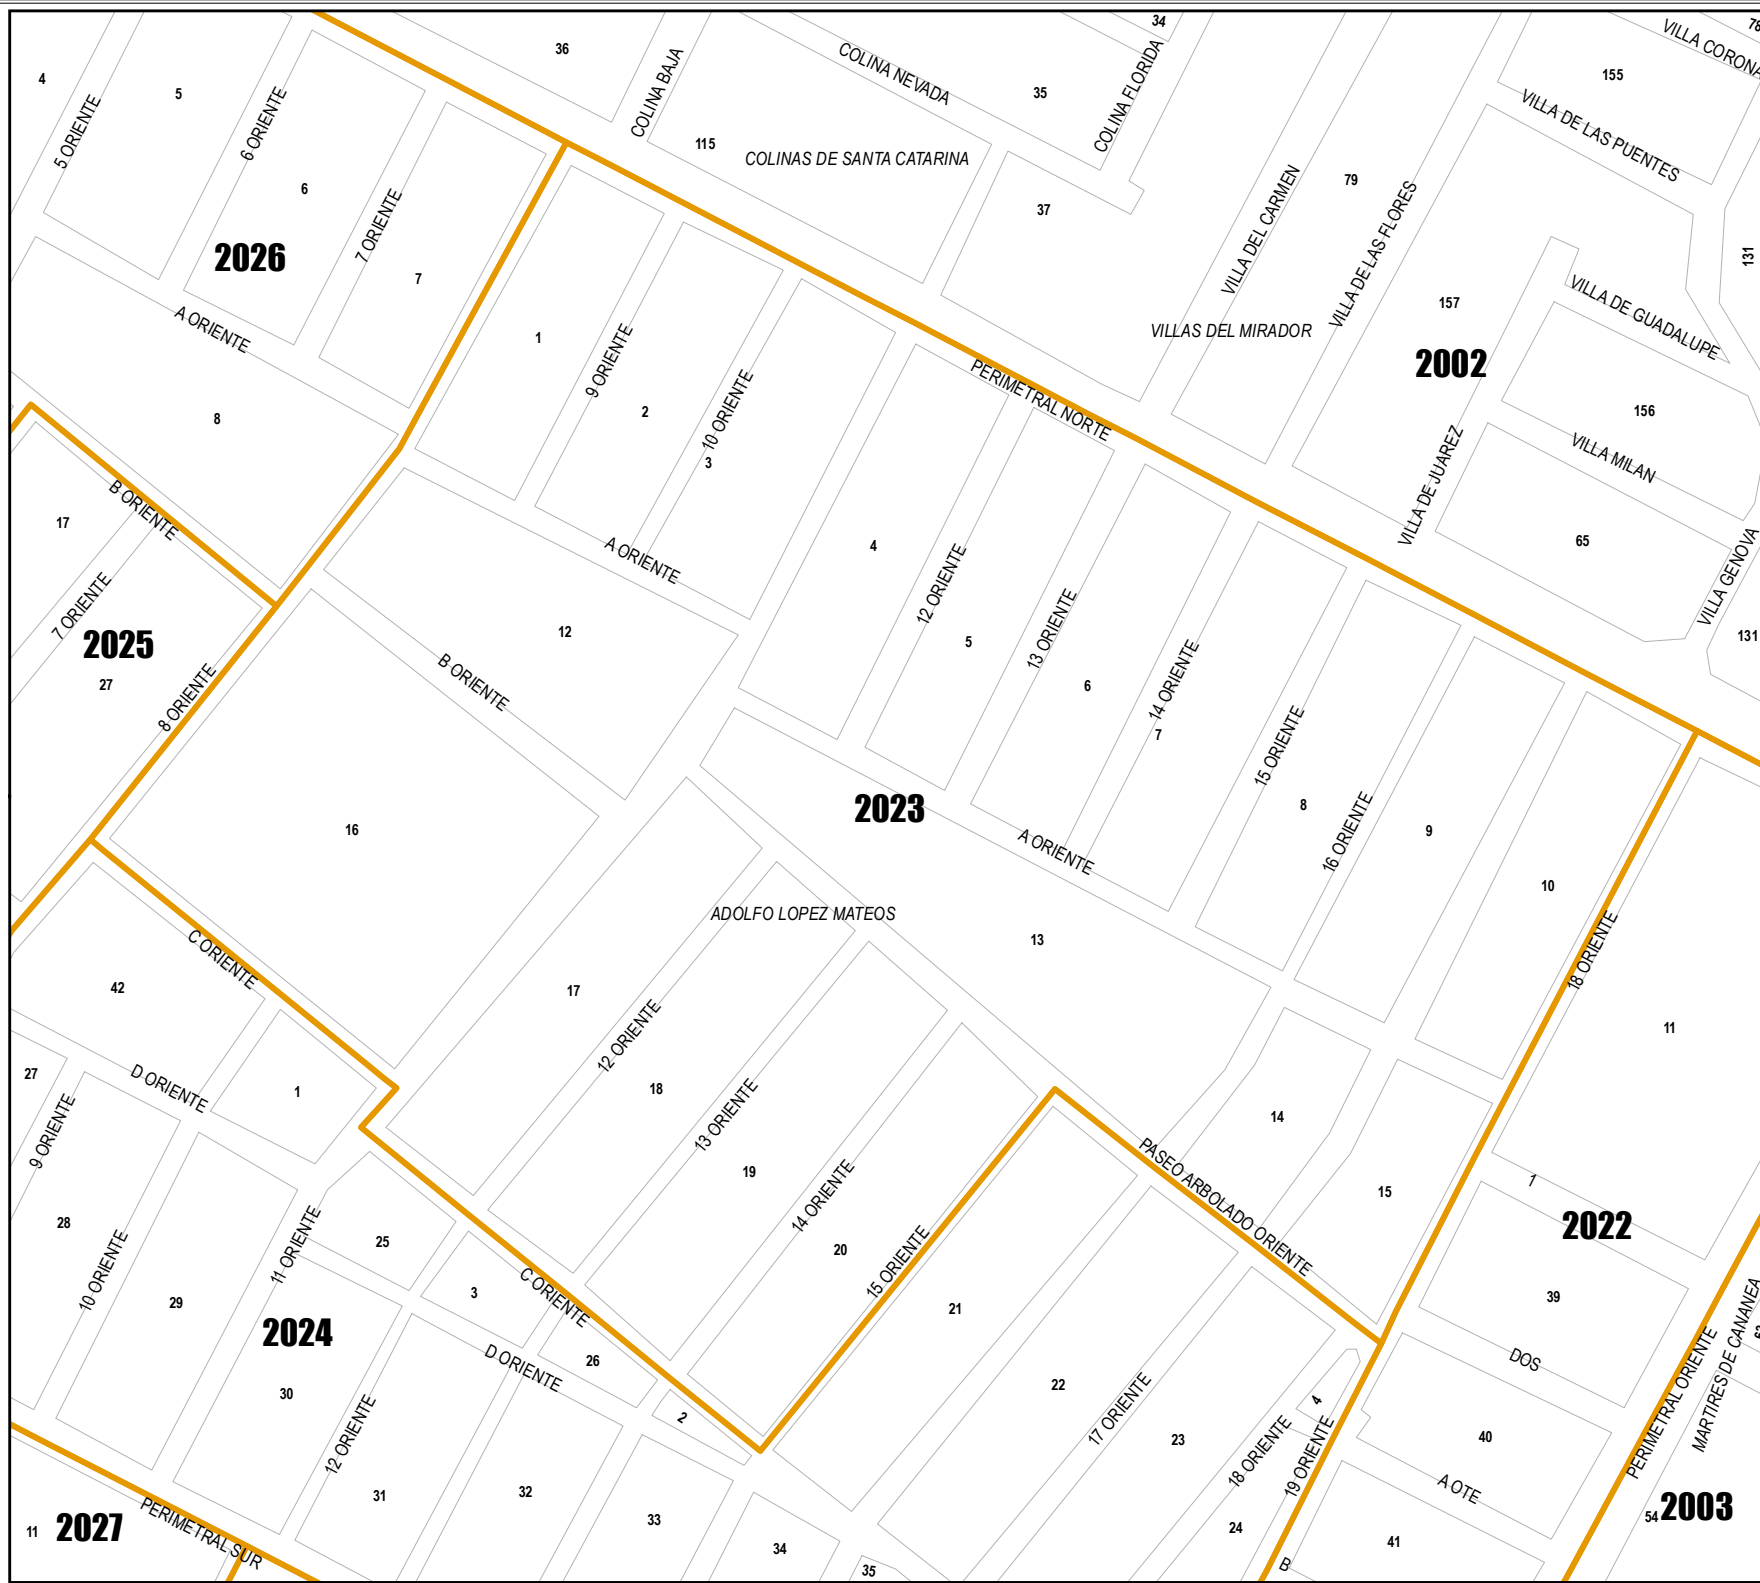 34
78
36
VILLA CORONA
COLINA BAJA
COLINA NEVADA
COLINA FLORIDA
155
4
5
35
VILLA DE LAS PUENTES
5 ORIENTE
6 ORIENTE
115
COLINAS DE SANTA CATARINA
79
6
37
7 ORIENTE
VILLA DEL CARMEN
VILLA DE LAS FLORES
131
2026
7
157
VILLA DE GUADALUPE
A ORIENTE
1
9 ORIENTE
VILLAS DEL MIRADOR
2002
PERIMETRAL NORTE
8
2
10 ORIENTE
156
3
VILLA MILAN
VILLA DE JUAREZ
B ORIENTE
17
A ORIENTE
4
65
VILLA GENOVA
7 ORIENTE
12 ORIENTE
12
13 ORIENTE
5
131
2025
27
B ORIENTE
14 ORIENTE
6
8 ORIENTE
7
15 ORIENTE
2023
16
8
16 ORIENTE
9
A ORIENTE
10
ADOLFO LOPEZ MATEOS
13
18 ORIENTE
C ORIENTE
42
17
11
12 ORIENTE
27
D ORIENTE
1
18
13 ORIENTE
14
9 ORIENTE
19
PASEO ARBOLADO ORIENTE
15
1
28
14 ORIENTE
2022
10 ORIENTE
11 ORIENTE
25
20
15 ORIENTE
29
3
C ORIENTE
21
39
2024
D ORIENTE
26
DOS
PERIMETRAL ORIENTE
MARTIRES DE CANANEA
30
22
17 ORIENTE
4
2
12 ORIENTE
23
18 ORIENTE
19 ORIENTE
40
31
32
A OTE
11
2027
PERIMETRAL SUR
33
24
54
2003
34
41
35
B